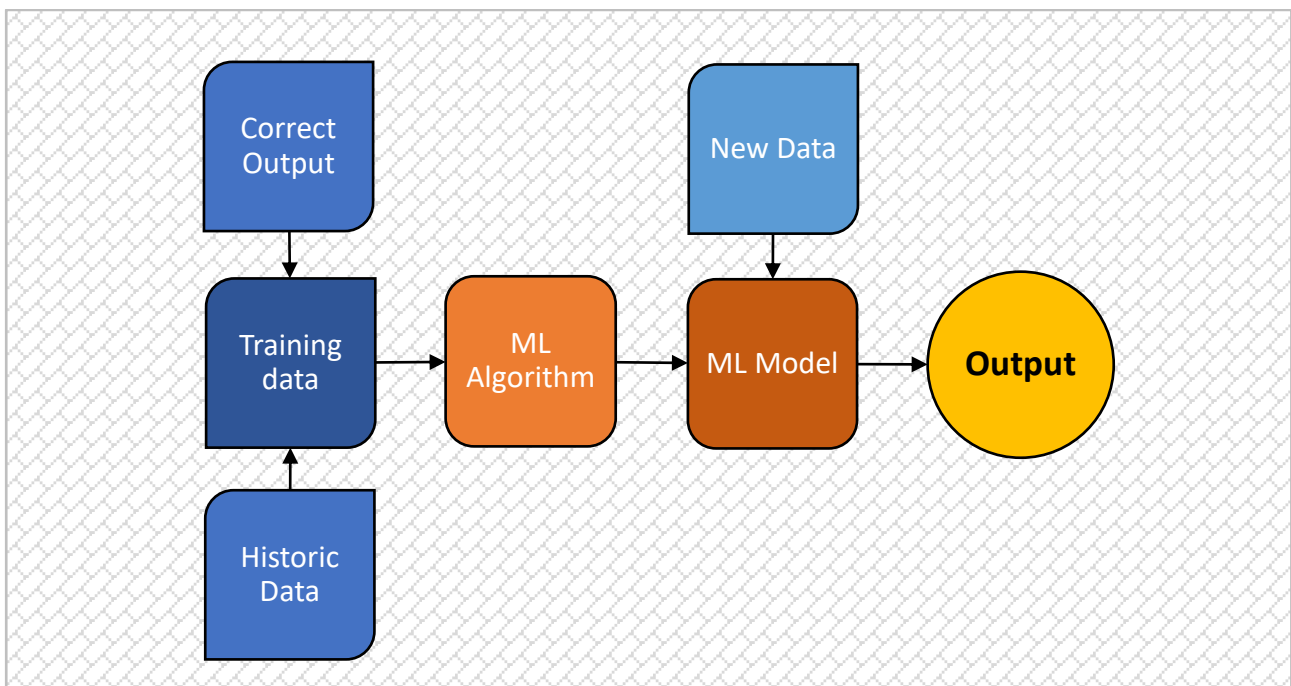 Correct
Output
New Data
Training
data
ML
Algorithm
ML Model
Output
Historic
Data